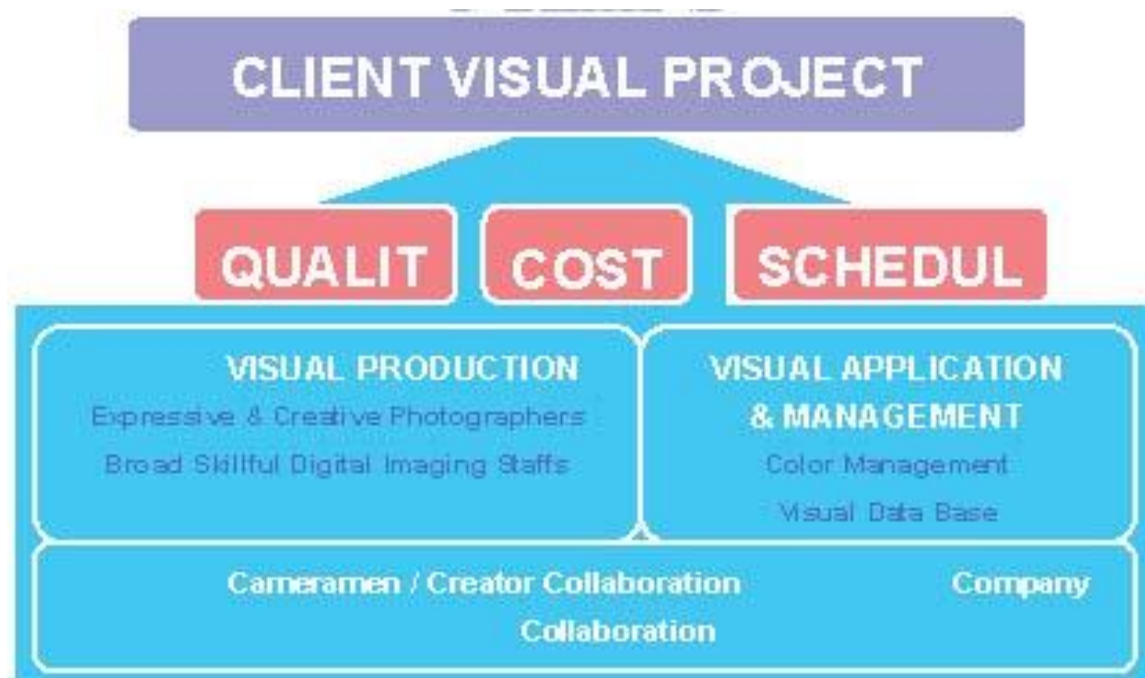 CLIENT VISUAL PROJECT
QUALIT COST SCHEDUL
VISUAL PRODUCTION
Expressive & Creative Photographers
Broad Skillful Digital Imaging Staffs
VISUAL APPLICATION
& MANAGEMENT
Color Management
Visual Data Base
Cameramen / Creator Collaboration Company
Collaboration